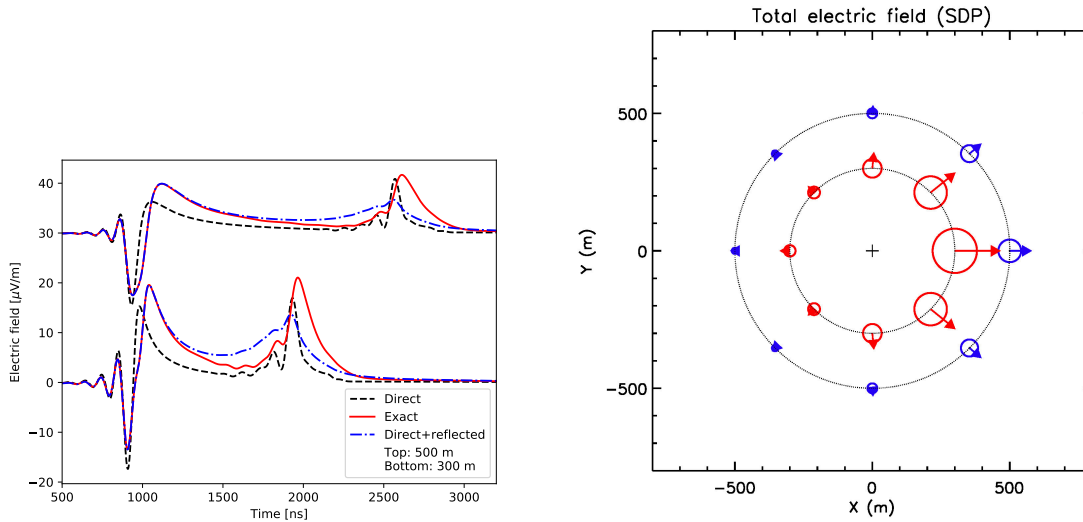 40
30
20
10
0
−10
−20
Electric field [μV/m]
500
1000
1500
2000
2500
3000
Time [ns]
Direct
Exact
Direct+reflected
Top: 500 m
Bottom: 300 m
Total electric field (SDP)
500
0
−500
Y (m)
−500
0
500
X (m)